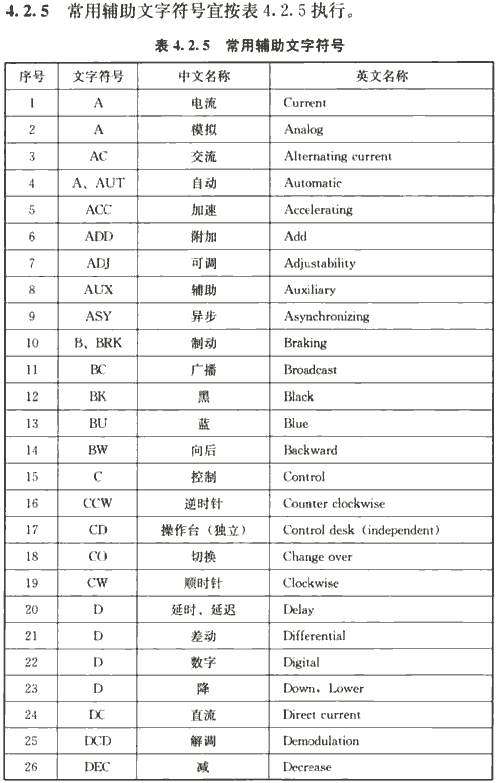 4.2.5 常用辅助文字符号宜按表4.2.5执行。
表4.2.5 常用辅助文字符号
序号 文字符号 中文名称 英文名称
1 A 电流 Current
2 A 模拟 Analog
3 AC 交流 Alternating current
4 A、AUT 自动 Automatic
5 ACC 加速 Accelerating
6 ADD 附加 Add
7 ADJ 可调 Adjustability
8 AUX 辅助 Auxiliary
9 ASY 异步 Asynchronizing
10 B、BRK 制动 Braking
11 BC 广播 Broadcast
12 BK 黑 Black
13 BU 蓝 Blue
14 BW 向后 Backward
15 C 控制 Control
16 CCW 逆时针 Counter clockwise
17 CD 操作台（独立） Control desk (independent)
18 CO 切换 Change over
19 CW 顺时针 Clockwise
20 D 延时、延迟 Delay
21 D 差动 Differential
22 D 数字 Digital
23 D 降 Down、Lower
24 DC 直流 Direct current
25 DCD 解调 Demodulation
26 DEC 减 Decrease